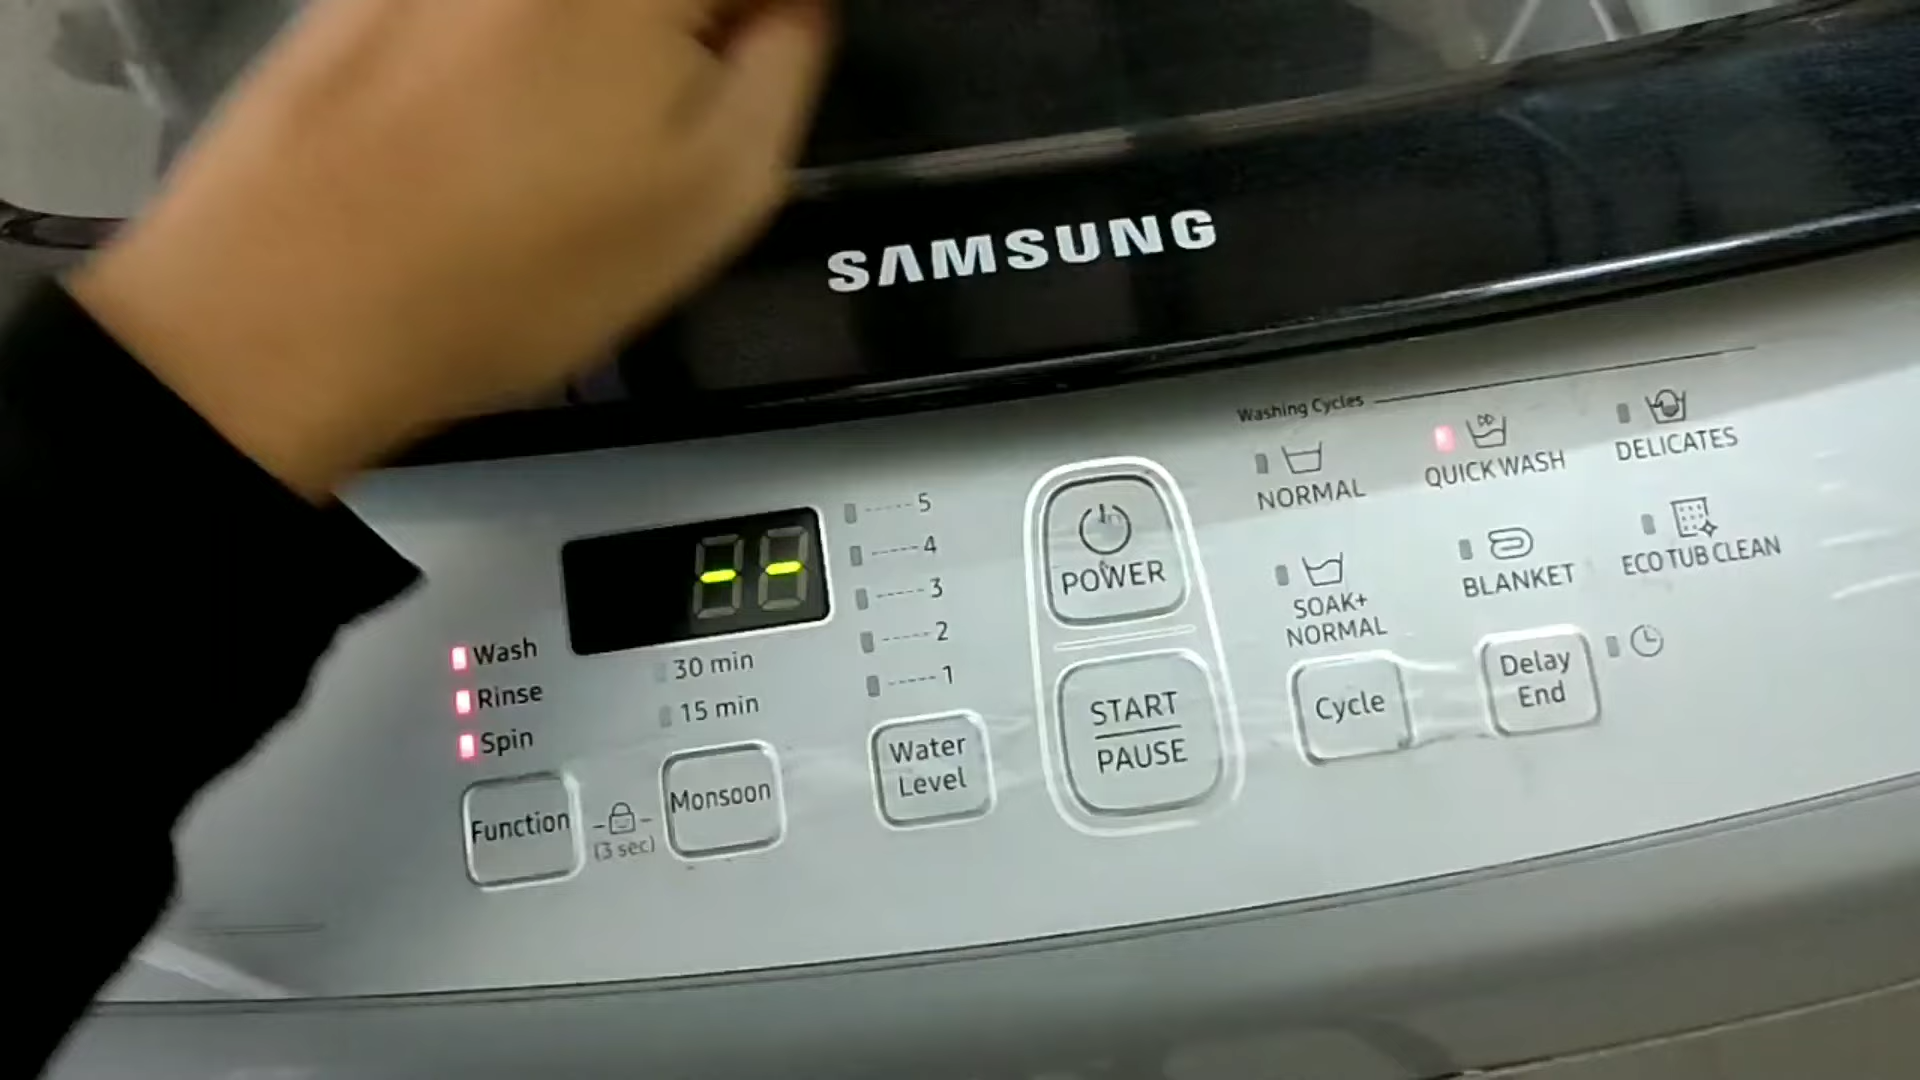 SAMSUNG
Washing Cycles
NORMAL
QUICK WASH
DELICATES
SOAK+
NORMAL
BLANKET
ECO TUB CLEAN
Wash
Rinse
Spin
30 min
15 min
5
4
3
2
1
POWER
START
PAUSE
Function
(3 sec)
Monsoon
Water
Level
Cycle
Delay
End